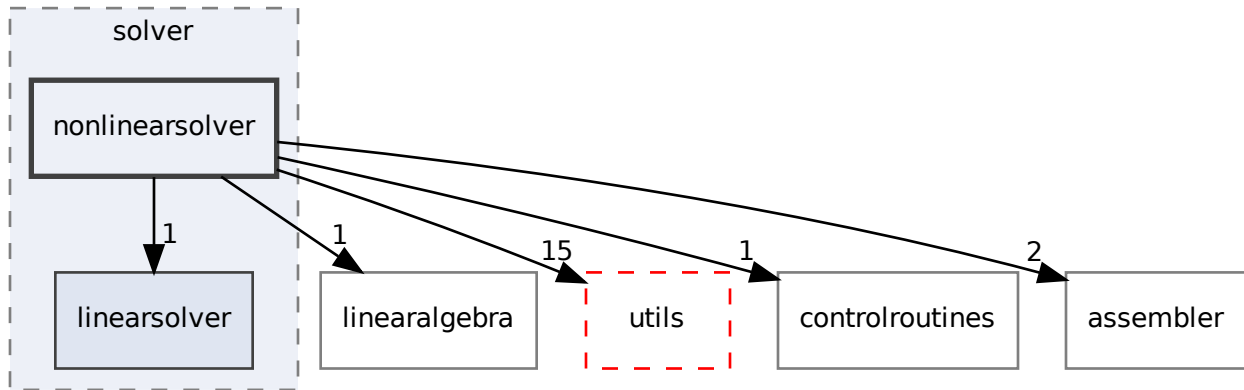 solver
nonlinearsolver
1
1
15
1
2
linearsolver
linearalgebra
utils
controlroutines
assembler